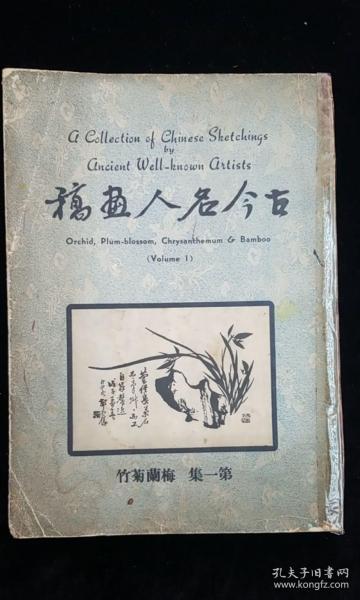 A Collection of Chinese Sketchings
by
Ancient Well-known Artists
古今名人畫稿
Orchid, Plum-blossom, Chrysanthemum & Bamboo
(Volume 1)
第一集 梅蘭菊竹
孔夫子旧书网
www.kongfz.com